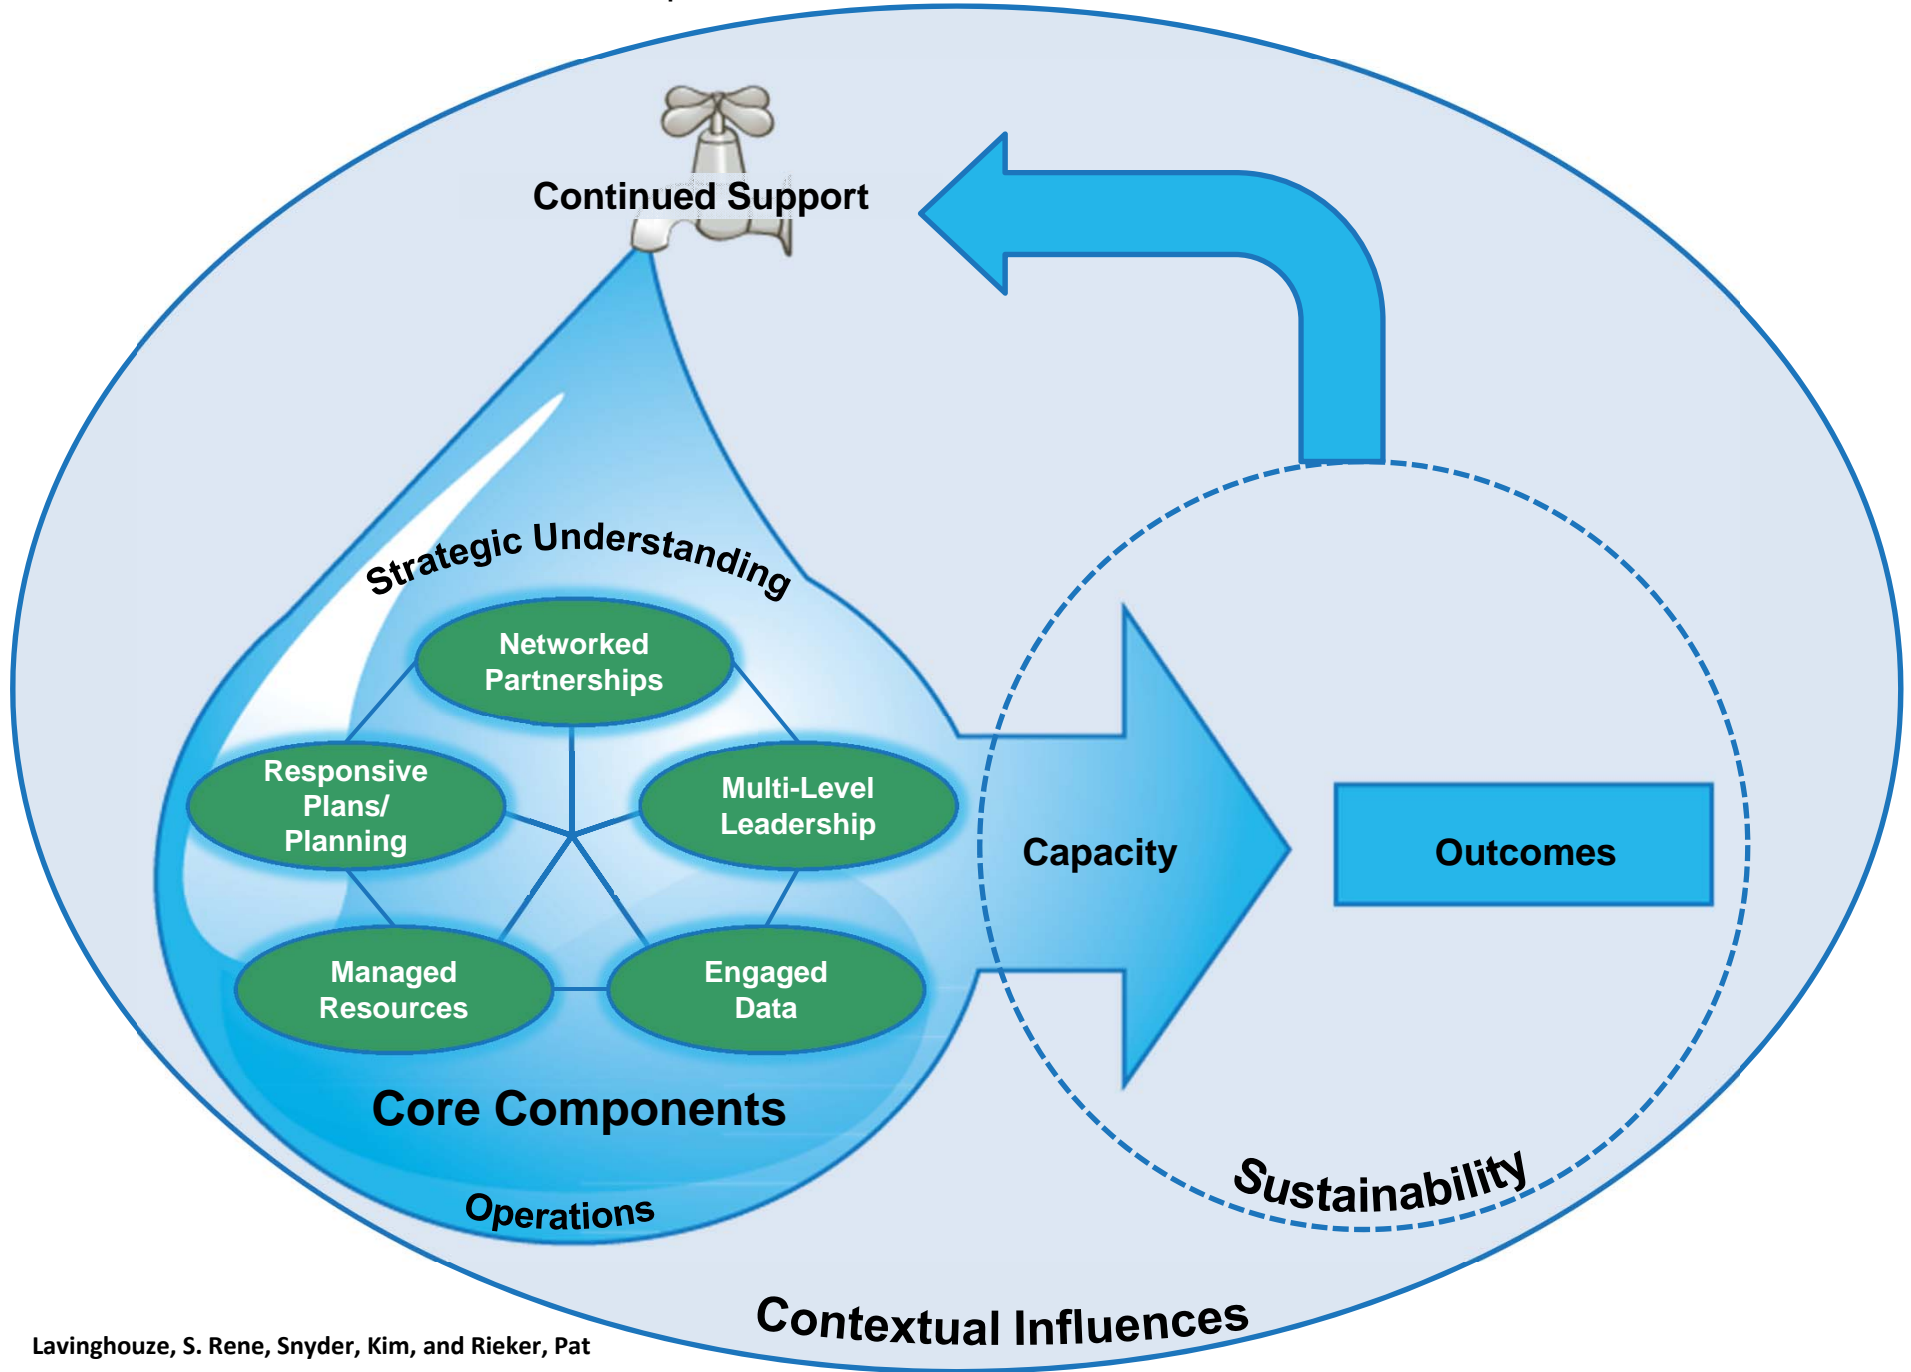 Continued Support
Strategic Understanding
Networked
Partnerships
Responsive
Plans/
Planning
Multi-Level
Leadership
Managed
Resources
Engaged
Data
Core Components
Operations
Capacity
Outcomes
Sustainability
Contextual Influences
Lavinghouze, S. Rene, Snyder, Kim, and Rieker, Pat